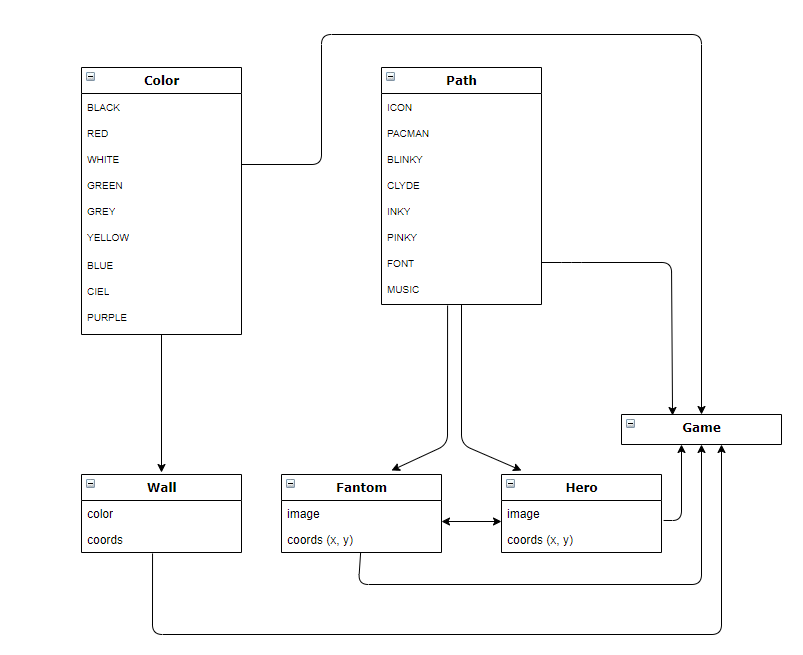 Color
BLACK
RED
WHITE
GREEN
GREY
YELLOW
BLUE
CIEL
PURPLE
Path
ICON
PACMAN
BLINKY
CLYDE
INKY
PINKY
FONT
MUSIC
Game
Wall
color
coords
Fantom
image
coords (x, y)
Hero
image
coords (x, y)